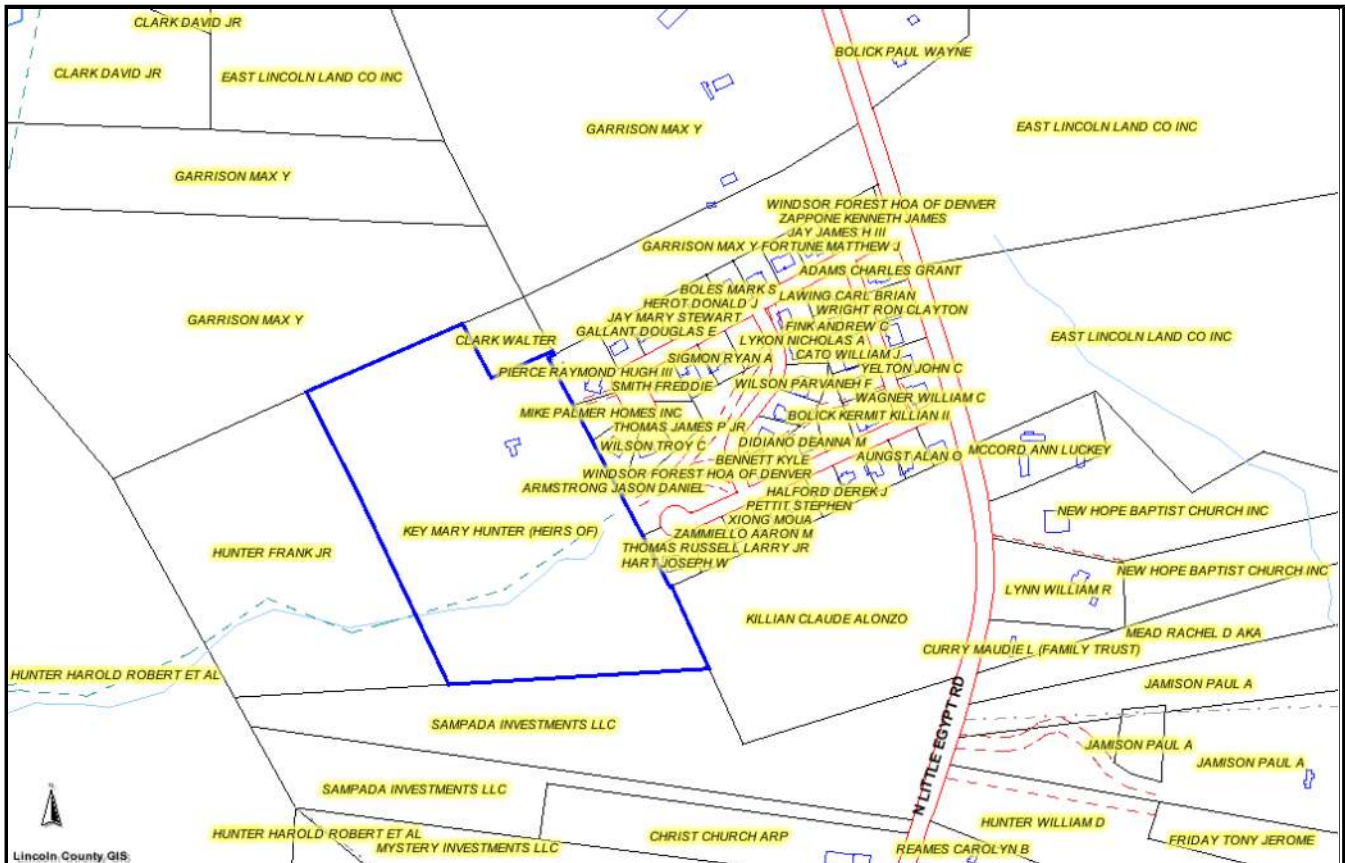 CLARK DAVID JR
BOLICK PAUL WAYNE
CLARK DAVID JR
EAST LINCOLN LAND CO INC
GARRISON MAX Y
EAST LINCOLN LAND CO INC
GARRISON MAX Y
WINDSOR FOREST HOA OF DENVER
ZAPPONE KENNETH JAMES
JAY JAMES H III
GARRISON MAX Y
FORTUNE MATTHEW J
ADAMS CHARLES GRANT
BOLES MARK S
LAWING CARL BRIAN
HEROT DONALD J
WRIGHT RON CLAYTON
JAY MARY STEWART
GARRISON MAX Y
FINK ANDREW C
GALLANT DOUGLAS E
EAST LINCOLN LAND CO INC
CLARK WALTER
LYKON NICHOLAS A
SIGMON RYAN A
CATO WILLIAM J
PIERCE RAYMOND HUGH III
YELTON JOHN C
SMITH FREDDIE
WILSON PARVANEH F
WAGNER WILLIAM C
MIKE PALMER HOMES INC
BOLICK KERMIT KILLIAN II
THOMAS JAMES P JR
WILSON TROY C
DIDIANO DEANNA M
MCCORD ANN LUCKEY
BENNETT KYLE
AUNGST ALAN O
WINDSOR FOREST HOA OF DENVER
ARMSTRONG JASON DANIEL
HALFORD DEREK J
PETTIT STEPHEN
NEW HOPE BAPTIST CHURCH INC
XIONG MOUA
KEY MARY HUNTER (HEIRS OF)
ZAMMIELLO AARON M
HUNTER FRANK JR
THOMAS RUSSELL LARRY JR
HART JOSEPH W
NEW HOPE BAPTIST CHURCH INC
LYNN WILLIAM R
KILLIAN CLAUDE ALONZO
MEAD RACHEL D AKA
CURRY MAUDIE L (FAMILY TRUST)
HUNTER HAROLD ROBERT ET AL
JAMISON PAUL A
N LITTLE EGYPT RD
SAMPADA INVESTMENTS LLC
JAMISON PAUL A
JAMISON PAUL A
SAMPADA INVESTMENTS LLC
HUNTER WILLIAM D
HUNTER HAROLD ROBERT ET AL
CHRIST CHURCH ARP
FRIDAY TONY JEROME
MYSTERY INVESTMENTS LLC
REAMES CAROLYN B
N
Lincoln County GIS